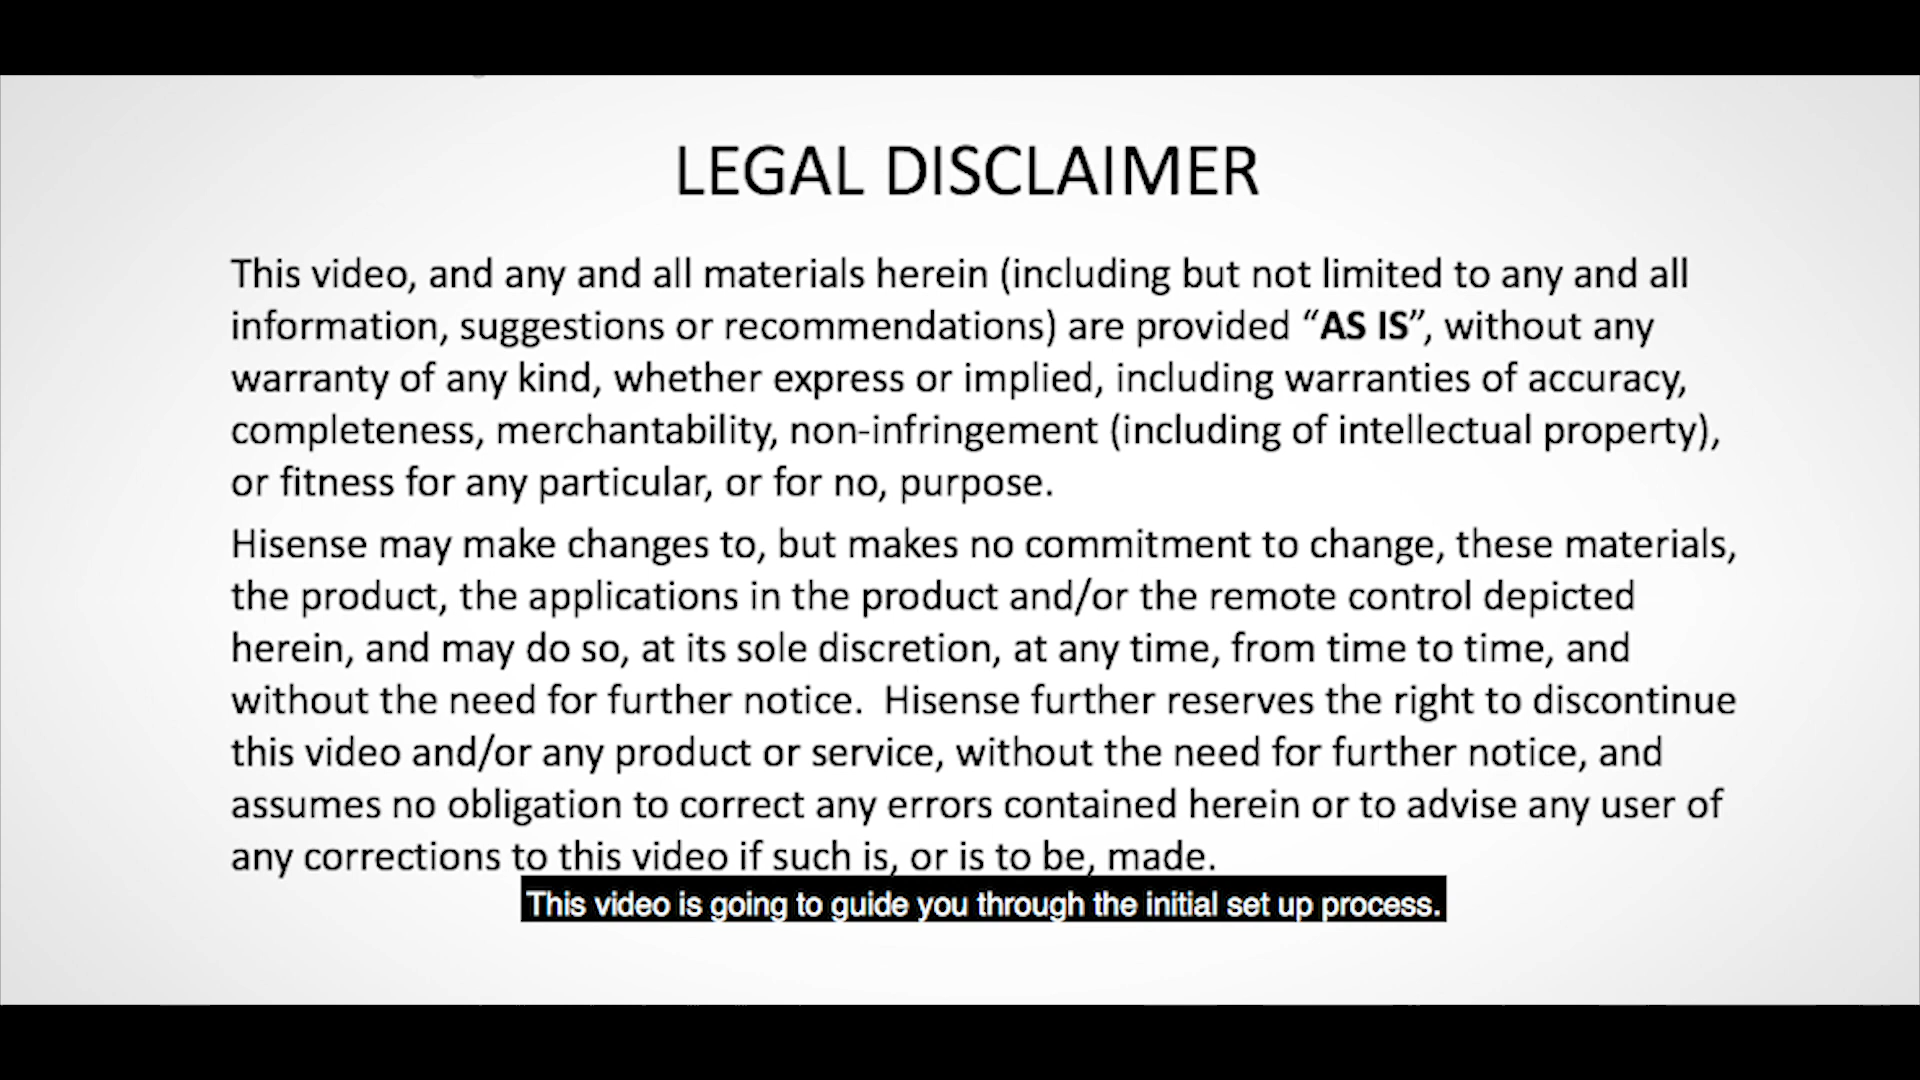 LEGAL DISCLAIMER
This video, and any and all materials herein (including but not limited to any and all
information, suggestions or recommendations) are provided “AS IS”, without any
warranty of any kind, whether express or implied, including warranties of accuracy,
completeness, merchantability, non-infringement (including of intellectual property),
or fitness for any particular, or for no, purpose.
Hisense may make changes to, but makes no commitment to change, these materials,
the product, the applications in the product and/or the remote control depicted
herein, and may do so, at its sole discretion, at any time, from time to time, and
without the need for further notice.  Hisense further reserves the right to discontinue
this video and/or any product or service, without the need for further notice, and
assumes no obligation to correct any errors contained herein or to advise any user of
any corrections to this video if such is, or is to be, made.
This video is going to guide you through the initial set up process.